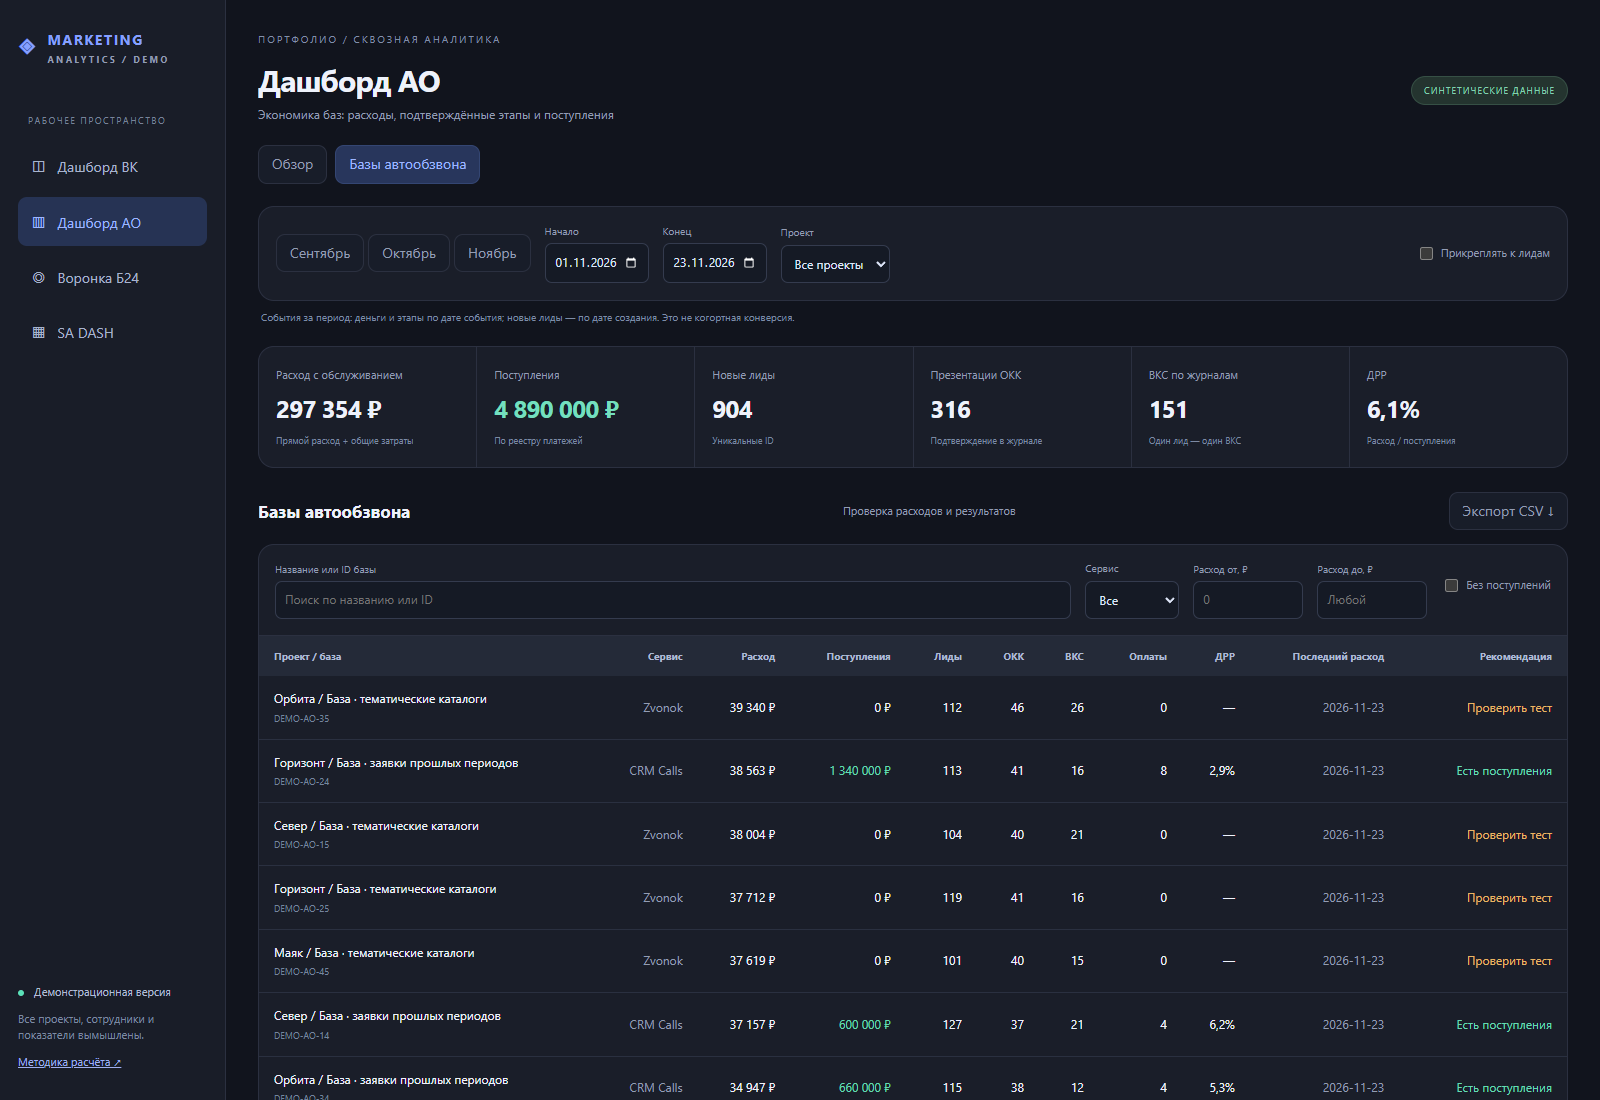 MARKETING
ANALYTICS / DEMO
РАБОЧЕЕ ПРОСТРАНСТВО
Дашборд ВК
Дашборд АО
Воронка Б24
SA DASH
Демонстрационная версия
Все проекты, сотрудники и
показатели вымышлены.
Методика расчёта ↗
ПОРТФОЛИО / СКВОЗНАЯ АНАЛИТИКА
Дашборд АО
Экономика баз: расходы, подтверждённые этапы и поступления
СИНТЕТИЧЕСКИЕ ДАННЫЕ
Обзор Базы автообзвона
Сентябрь Октябрь Ноябрь
Начало Конец Проект
01.11.2026 23.11.2026 Все проекты
Прикреплять к лидам
События за период: деньги и этапы по дате события; новые лиды — по дате создания. Это не когортная конверсия.
Расход с обслуживанием Поступления Новые лиды Презентации ОКК ВКС по журналам ДРР
297 354 ₽ 4 890 000 ₽ 904 316 151 6,1%
Прямой расход + общие затраты По реестру платежей Уникальные ID Подтверждение в журнале Один лид — один ВКС Расход / поступления
Базы автообзвона Проверка расходов и результатов Экспорт CSV ↓
Название или ID базы Сервис Расход от, ₽ Расход до, ₽
Поиск по названию или ID Все 0 Любой Без поступлений
Проект / база Сервис Расход Поступления Лиды ОКК ВКС Оплаты ДРР Последний расход Рекомендация
Орбита / База · тематические каталоги
DEMO-AO-35
Zvonok 39 340 ₽ 0 ₽ 112 46 26 0 — 2026-11-23 Проверить тест
Горизонт / База · заявки прошлых периодов
DEMO-AO-24
CRM Calls 38 563 ₽ 1 340 000 ₽ 113 41 16 8 2,9% 2026-11-23 Есть поступления
Север / База · тематические каталоги
DEMO-AO-15
Zvonok 38 004 ₽ 0 ₽ 104 40 21 0 — 2026-11-23 Проверить тест
Горизонт / База · тематические каталоги
DEMO-AO-25
Zvonok 37 712 ₽ 0 ₽ 119 41 16 0 — 2026-11-23 Проверить тест
Маяк / База · тематические каталоги
DEMO-AO-45
Zvonok 37 619 ₽ 0 ₽ 101 40 15 0 — 2026-11-23 Проверить тест
Север / База · заявки прошлых периодов
DEMO-AO-14
CRM Calls 37 157 ₽ 600 000 ₽ 127 37 21 4 6,2% 2026-11-23 Есть поступления
Орбита / База · заявки прошлых периодов
DEMO-AO-34
CRM Calls 34 947 ₽ 660 000 ₽ 115 38 12 4 5,3% 2026-11-23 Есть поступления